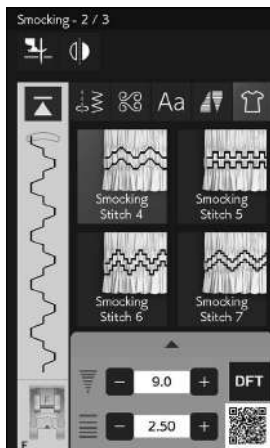 Smocking - 2 / 3
Aa
Smocking
Stitch 4
Smocking
Stitch 5
Smocking
Stitch 6
Smocking
Stitch 7
9.0
DFT
2.50
F